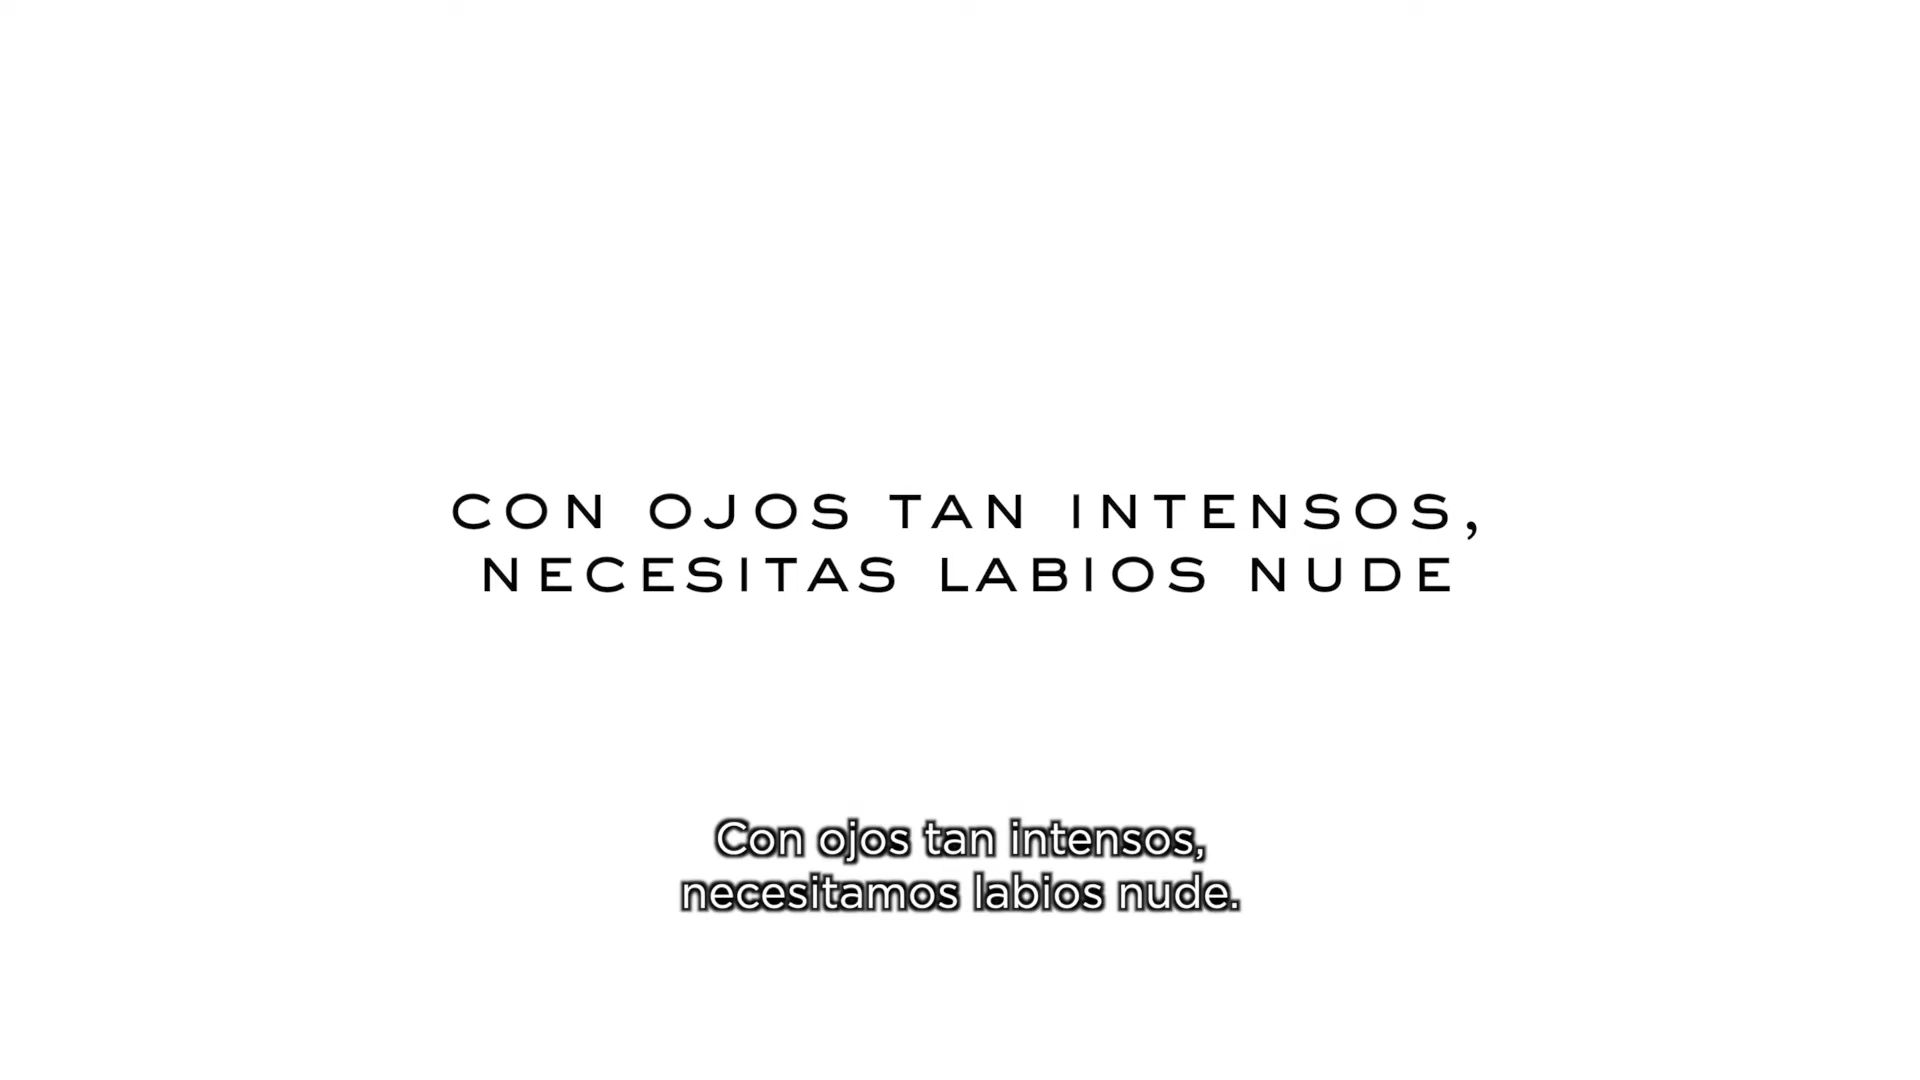 CON OJOS TAN INTENSOS,
NECESITAS LABIOS NUDE
Con ojos tan intensos,
necesitamos labios nude.